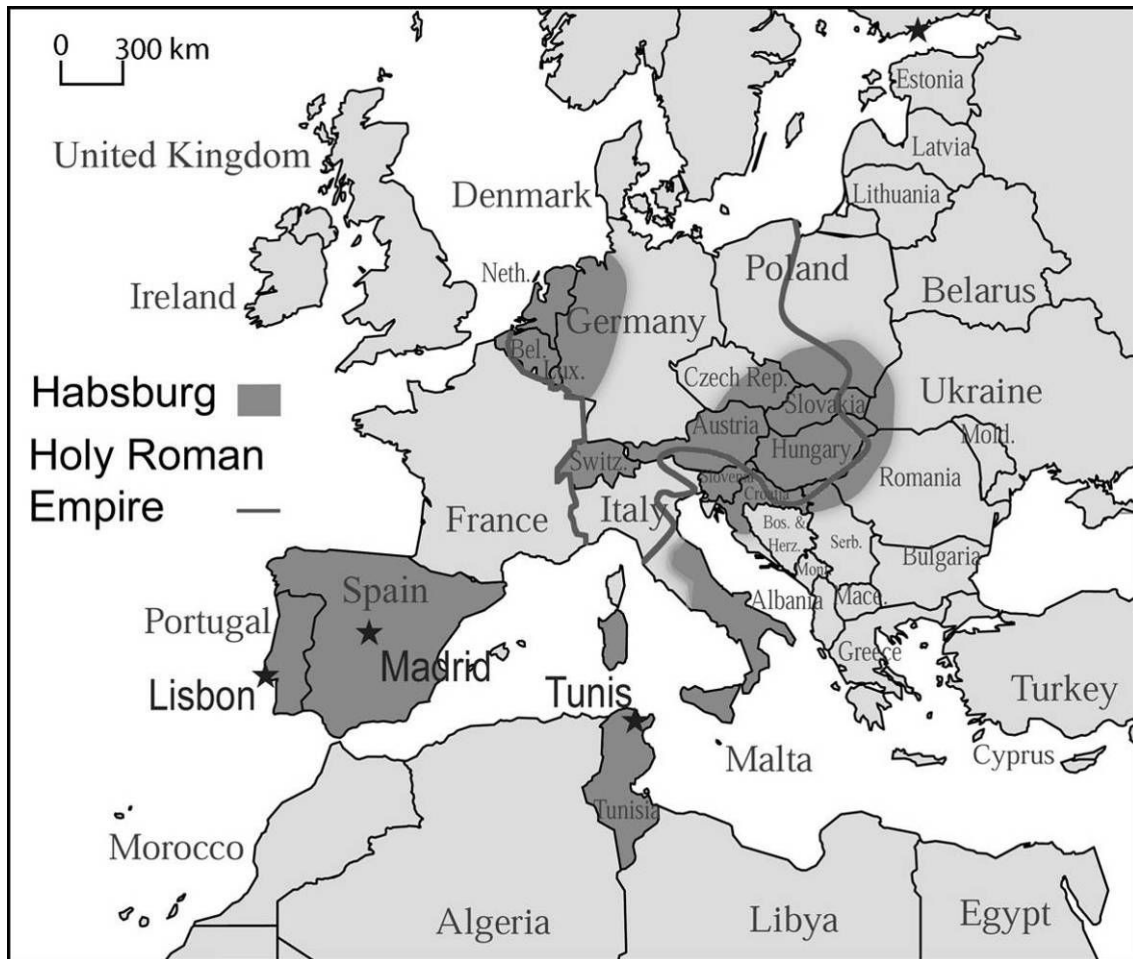 0 300 km
Estonia
Latvia
United Kingdom
Lithuania
Denmark
Neth.
Poland
Ireland
Belarus
Germany
Bel.
Lux.
Czech Rep.
Ukraine
Habsburg
Slovakia
Austria
Mold.
Hungary
Holy Roman
Switz.
Romania
Slovenia
Croatia
Empire
France
Italy
Bos. &
Herz.
Serb.
Bulgaria
Mont.
Spain
Albania
Mace.
Portugal
Greece
Madrid
Lisbon
Tunis
Turkey
Malta
Cyprus
Tunisia
Morocco
Algeria
Libya
Egypt